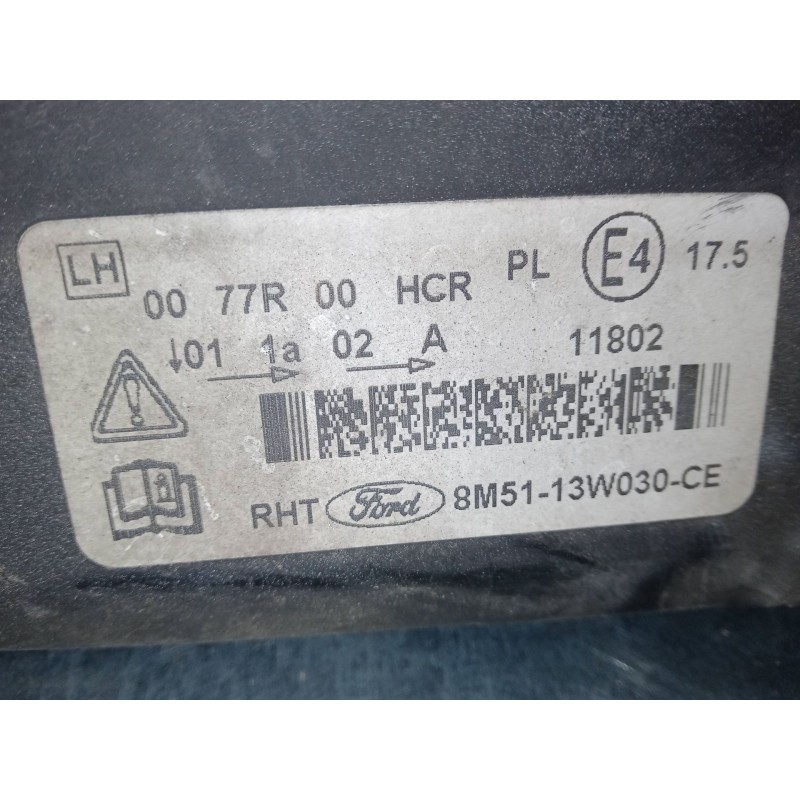 LH 00 77R 00 HCR PL E4 17.5
↓01 1a 02 A 11802
RHT Ford 8M51-13W030-CE